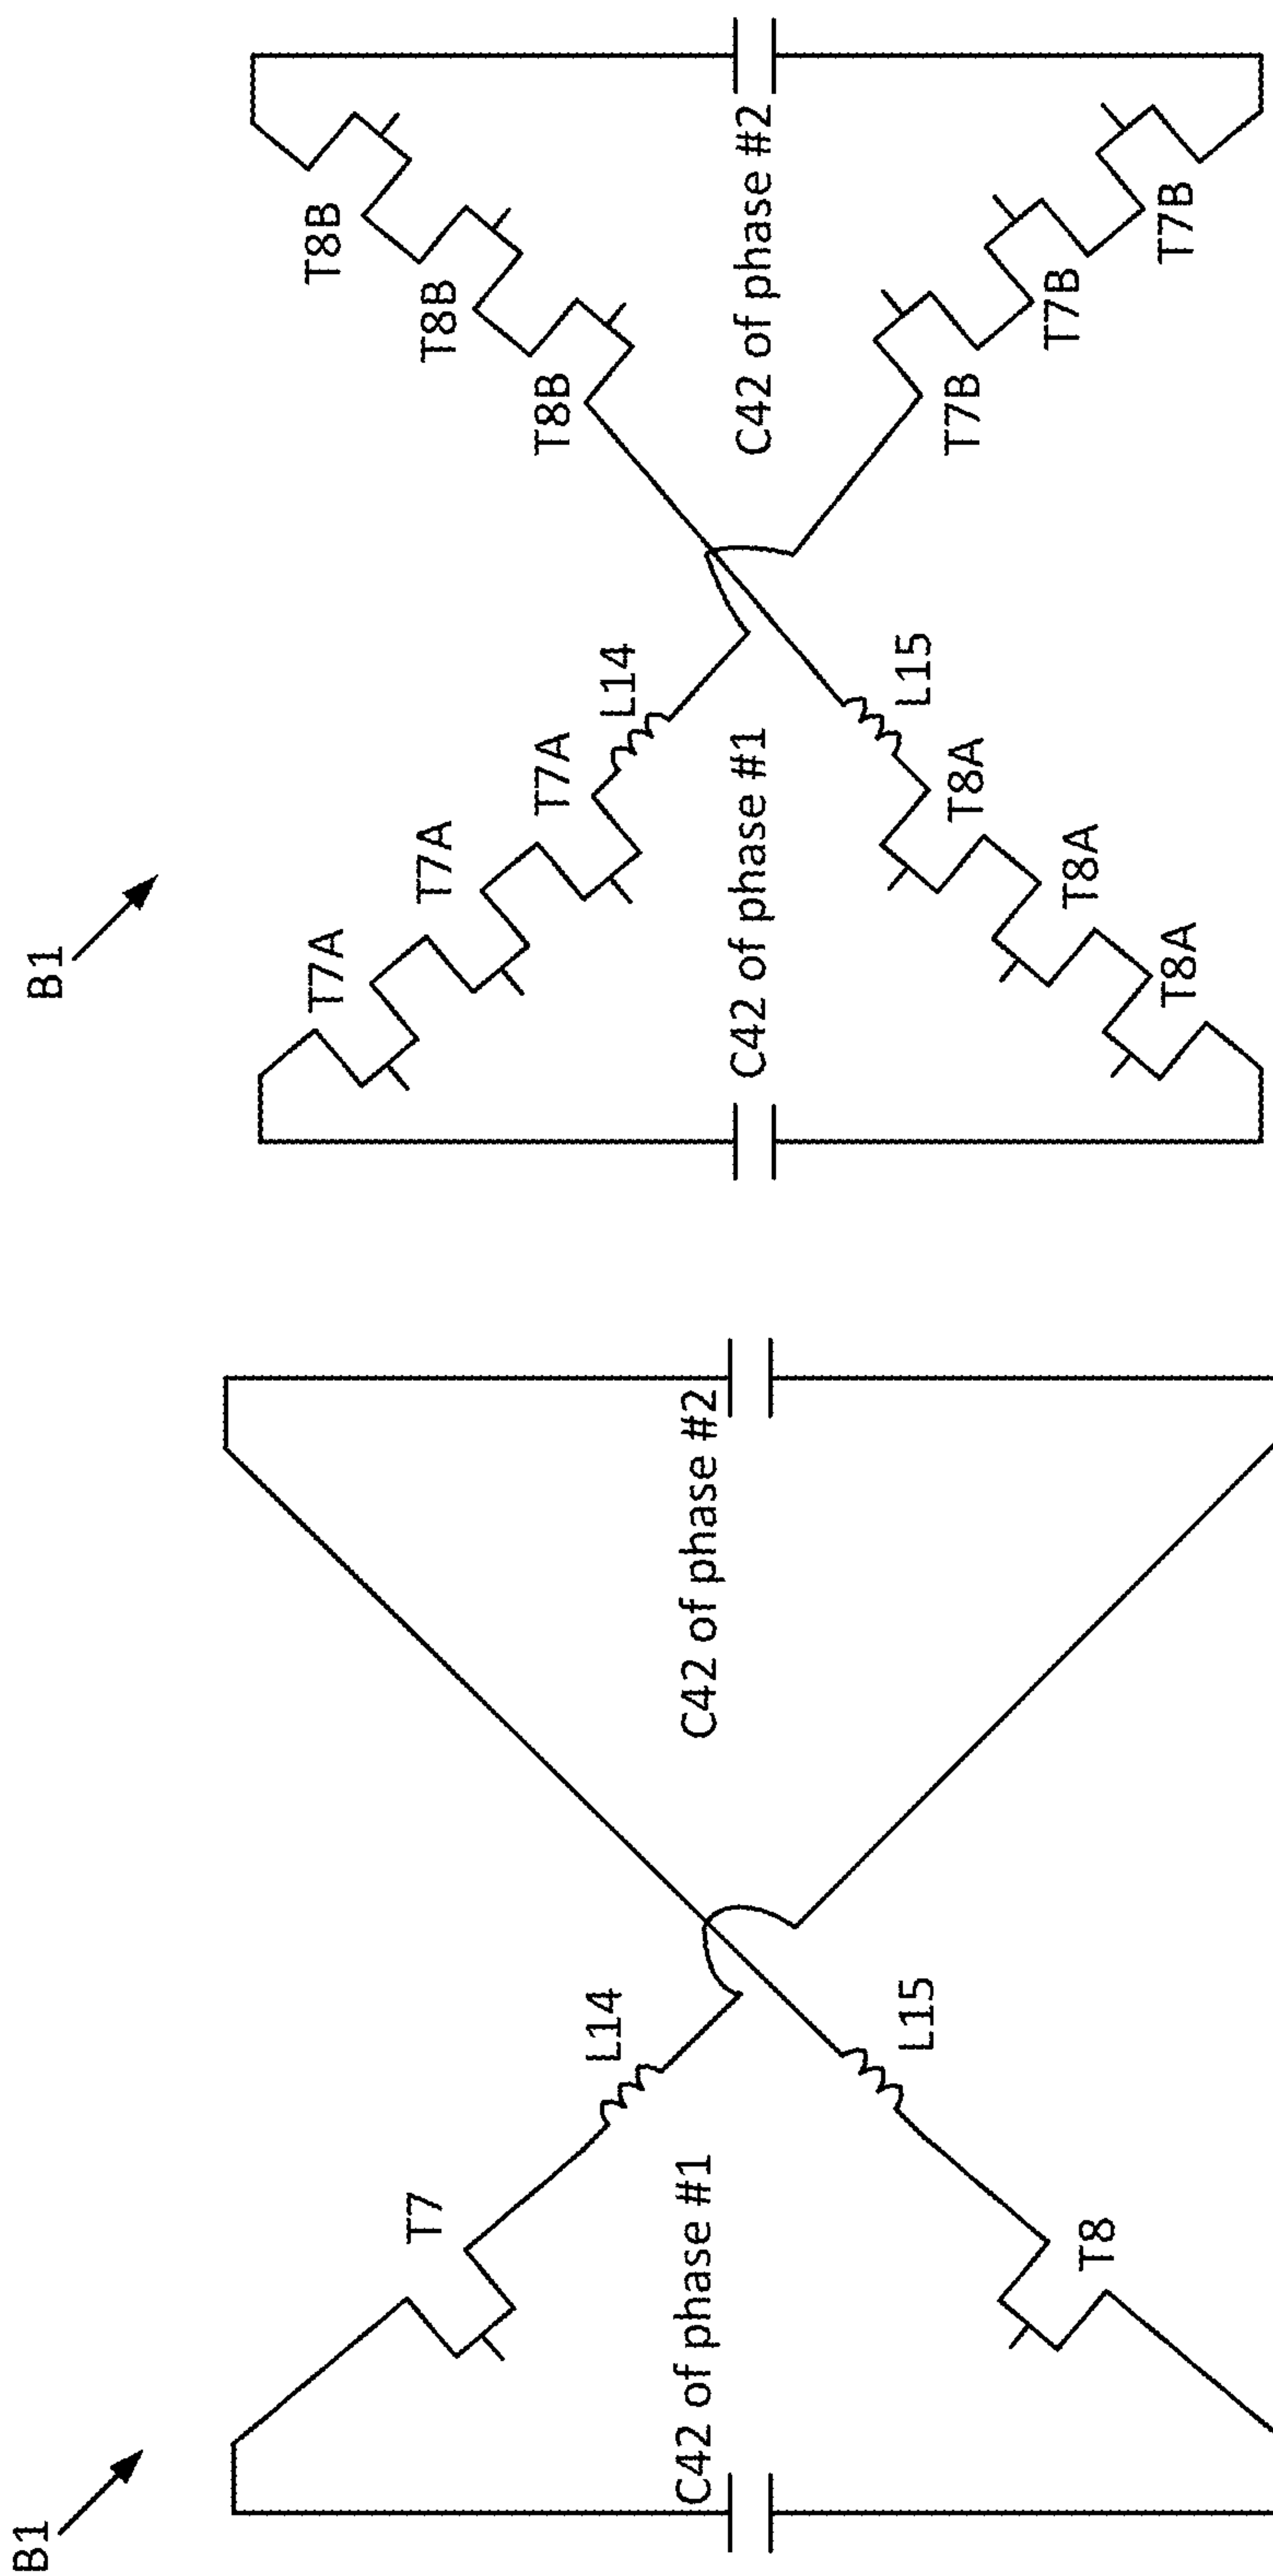 B1
T7
L14
C42 of phase #1
C42 of phase #2
L15
T8
B1
T7A
T7A
T7A
L14
T8B
T8B
T8B
C42 of phase #1
C42 of phase #2
L15
T8A
T8A
T8A
T7B
T7B
T7B